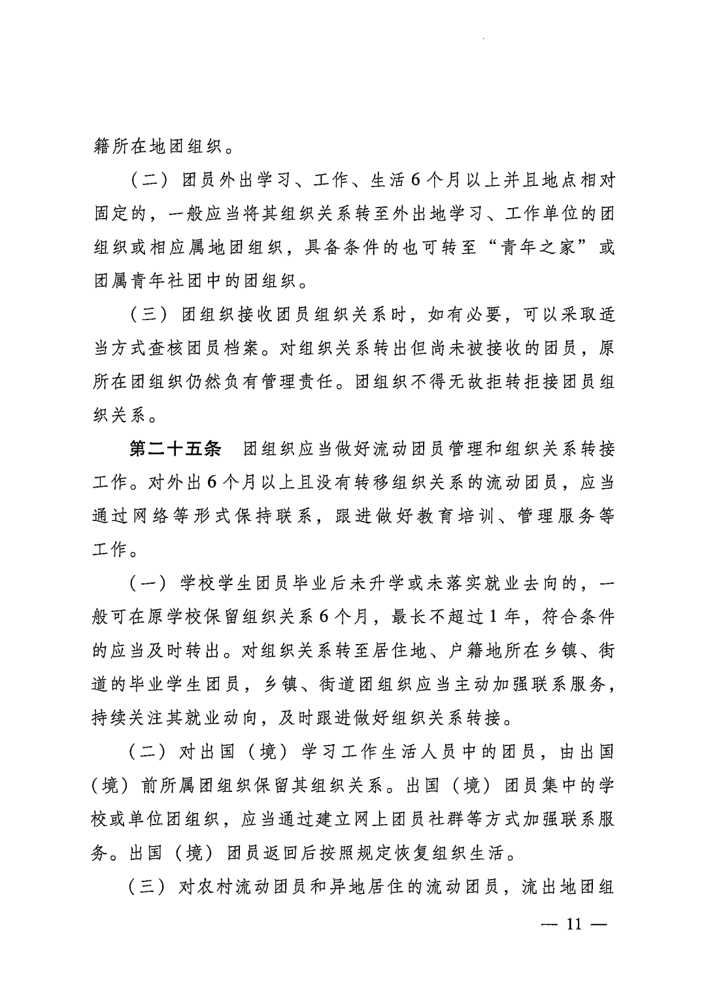 籍所在地团组织。
（二）团员外出学习、工作、生活6个月以上并且地点相对
固定的，一般应当将其组织关系转至外出地学习、工作单位的团
组织或相应属地团组织，具备条件的也可转至“青年之家”或
团属青年社团中的团组织。
（三）团组织接收团员组织关系时，如有必要，可以采取适
当方式查核团员档案。对组织关系转出但尚未被接收的团员，原
所在团组织仍然负有管理责任。团组织不得无故拒转拒接团员组
织关系。
第二十五条　团组织应当做好流动团员管理和组织关系转接
工作。对外出6个月以上且没有转移组织关系的流动团员，应当
通过网络等形式保持联系，跟进做好教育培训、管理服务等
工作。
（一）学校学生团员毕业后未升学或未落实就业去向的，一
般可在原学校保留组织关系6个月，最长不超过1年，符合条件
的应当及时转出。对组织关系转至居住地、户籍地所在乡镇、街
道的毕业学生团员，乡镇、街道团组织应当主动加强联系服务，
持续关注其就业动向，及时跟进做好组织关系转接。
（二）对出国（境）学习工作生活人员中的团员，由出国
（境）前所属团组织保留其组织关系。出国（境）团员集中的学
校或单位团组织，应当通过建立网上团员社群等方式加强联系服
务。出国（境）团员返回后按照规定恢复组织生活。
（三）对农村流动团员和异地居住的流动团员，流出地团组
— 11 —